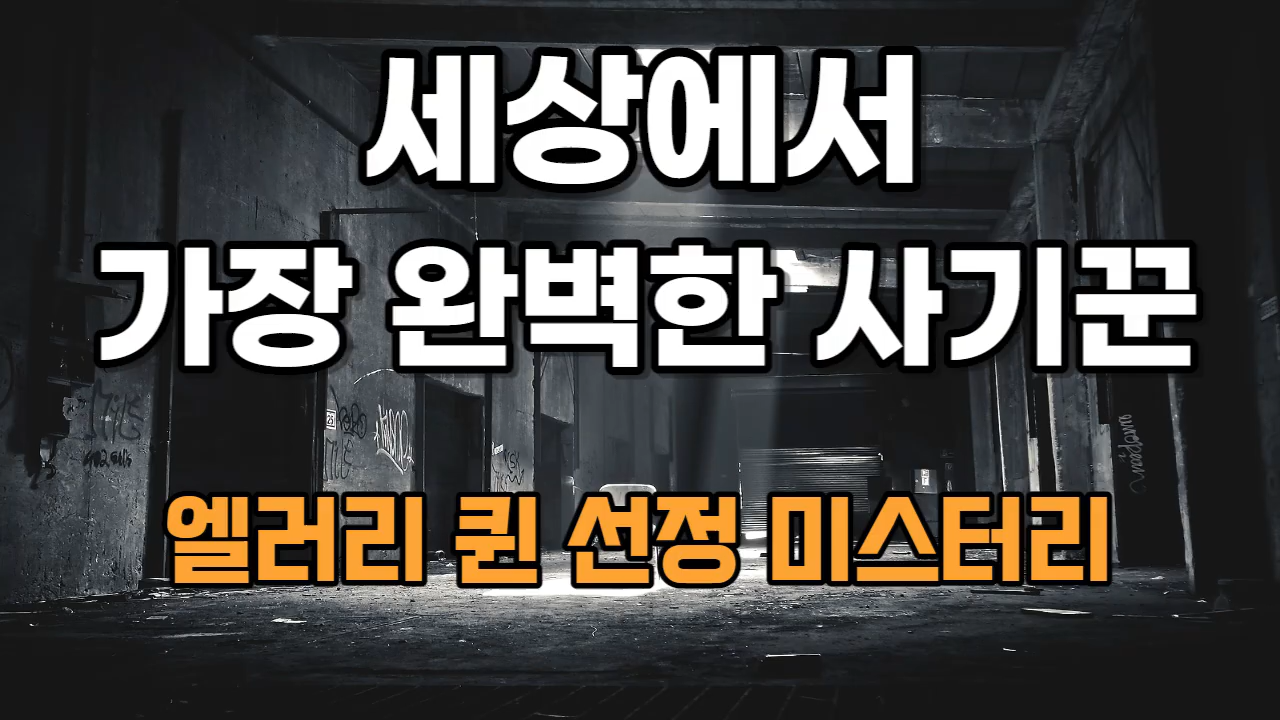 세상에서
가장 완벽한 사기꾼
엘러리 퀸 선정 미스터리